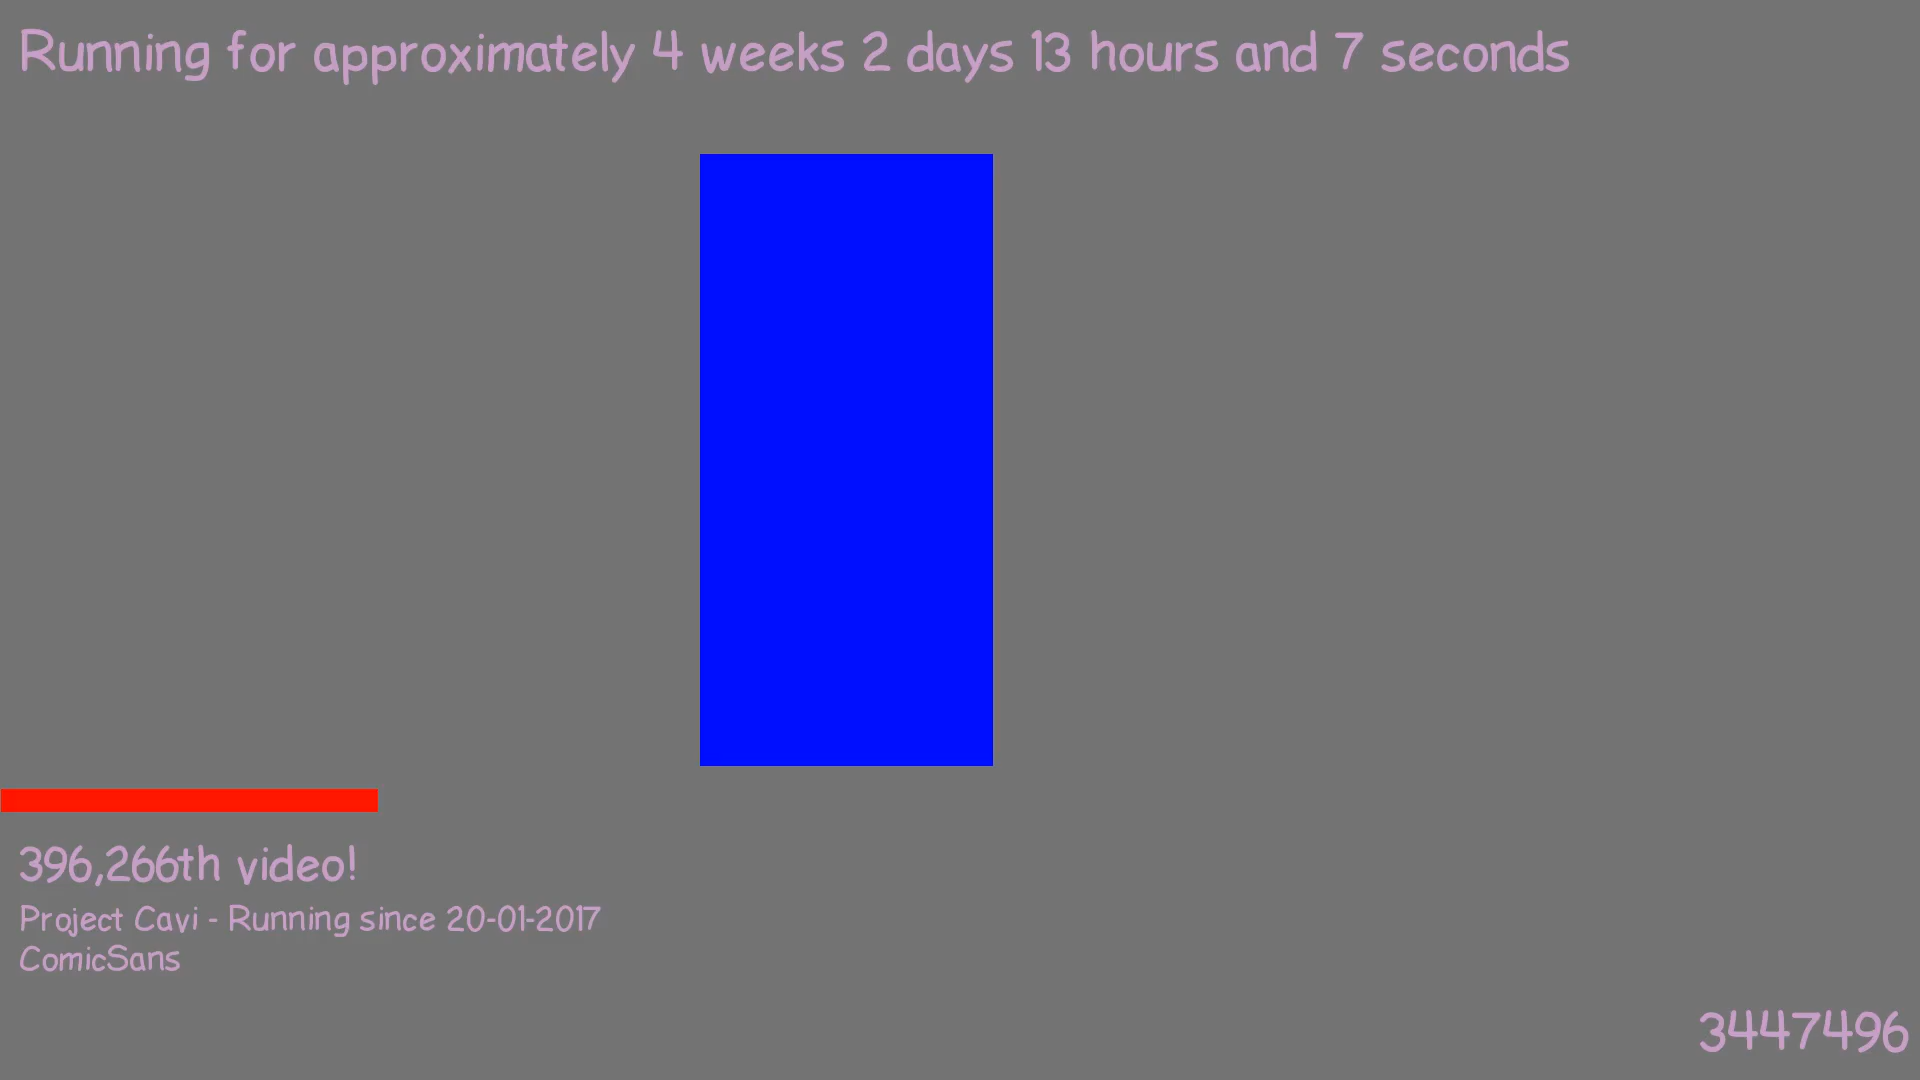 Running for approximately 4 weeks 2 days 13 hours and 7 seconds
396,266th video!
Project Cavi - Running since 20-01-2017
ComicSans
3447496